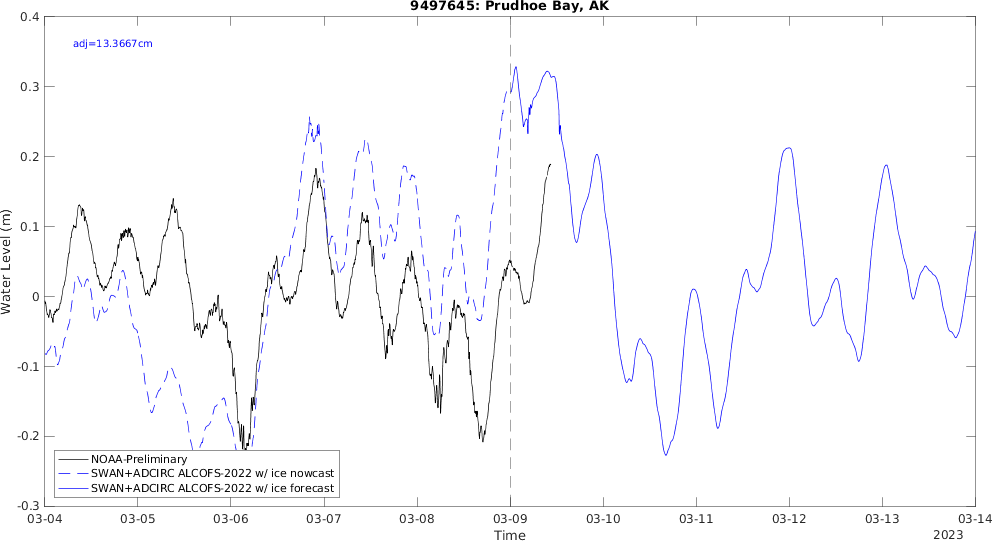 9497645: Prudhoe Bay, AK
adj=13.3667cm
0.4
0.3
0.2
0.1
0
-0.1
-0.2
-0.3
Water Level (m)
NOAA-Preliminary
SWAN+ADCIRC ALCOFS-2022 w/ ice nowcast
SWAN+ADCIRC ALCOFS-2022 w/ ice forecast
03-04 03-05 03-06 03-07 03-08 03-09 03-10 03-11 03-12 03-13 03-14
Time
2023